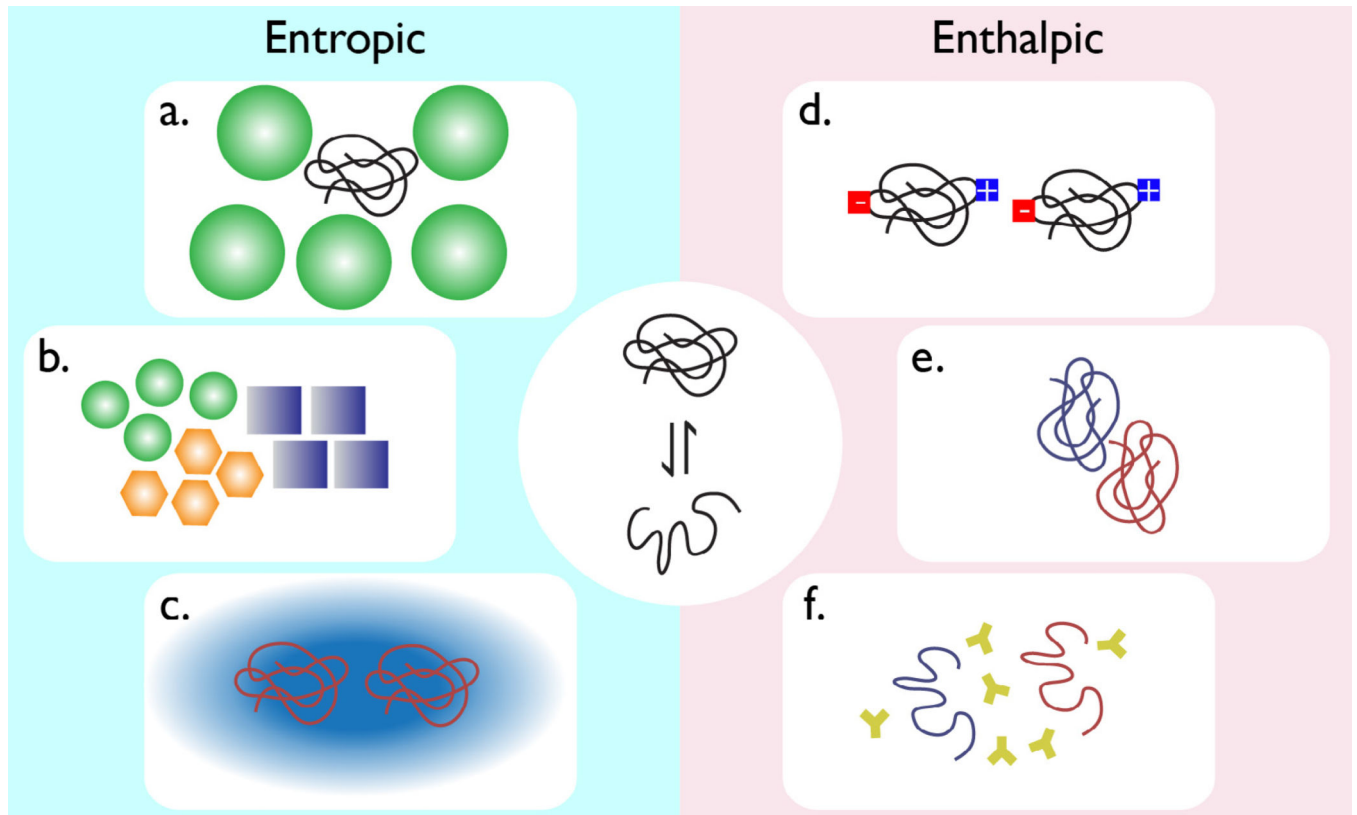 Entropic
Enthalpic
a.
d.
- + - +
b.
e.
c.
f.